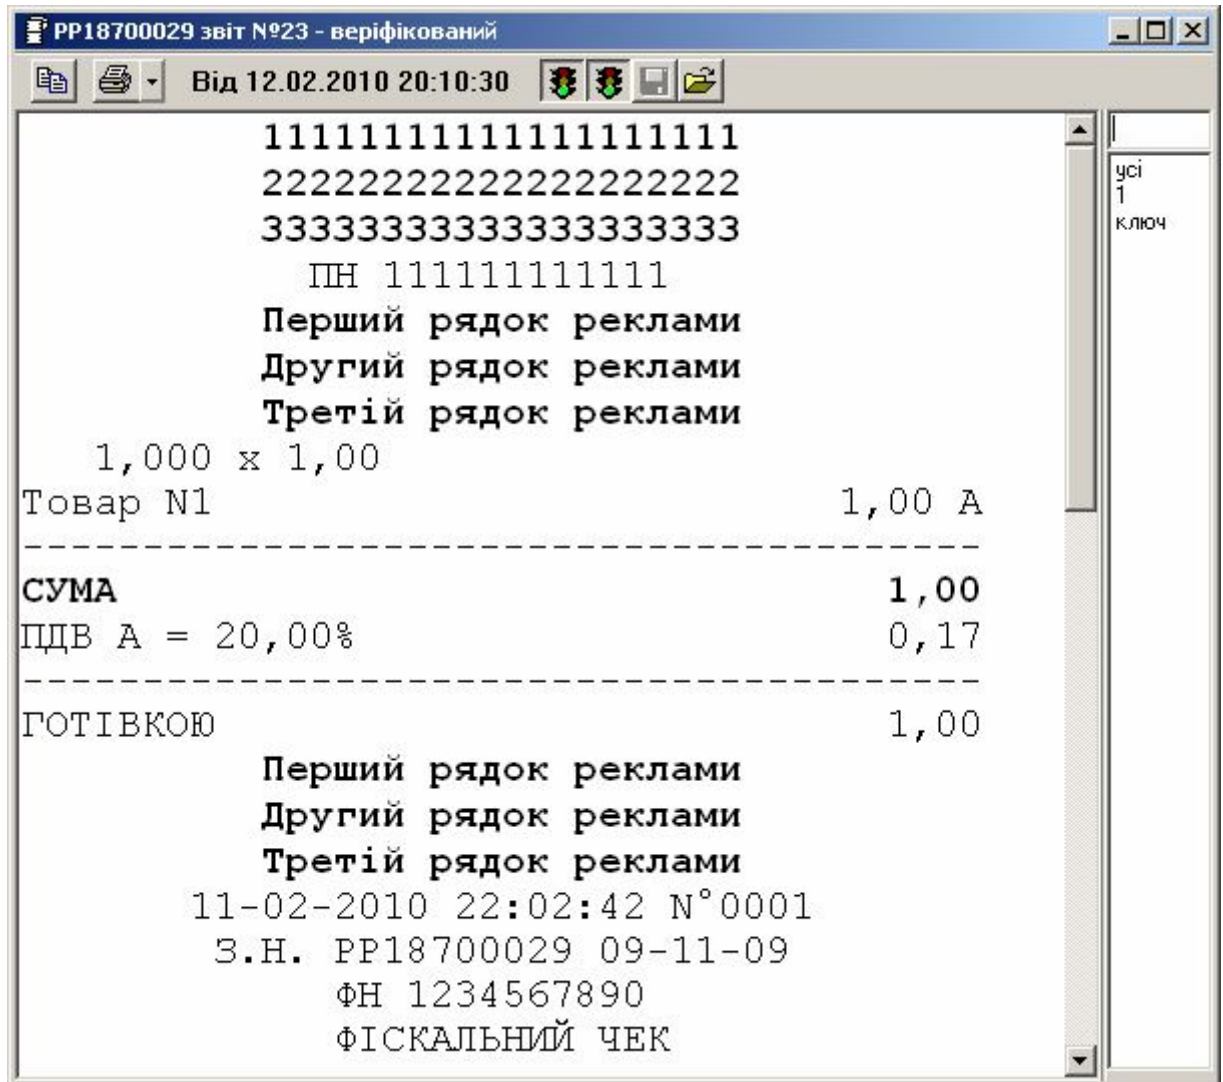 РР18700029 звіт №23 - веріфікований
Від 12.02.2010 20:10:30
11111111111111111111
22222222222222222222
33333333333333333333
ПН 111111111111
Перший рядок реклами
Другий рядок реклами
Третій рядок реклами
1,000 x 1,00
Товар N1 1,00 А
----------------------------------------
СУМА 1,00
ПДВ А = 20,00% 0,17
----------------------------------------
ГОТІВКОЮ 1,00
Перший рядок реклами
Другий рядок реклами
Третій рядок реклами
11-02-2010 22:02:42 N°0001
З.Н. РР18700029 09-11-09
ФН 1234567890
ФІСКАЛЬНИЙ ЧЕК
усі
1
ключ